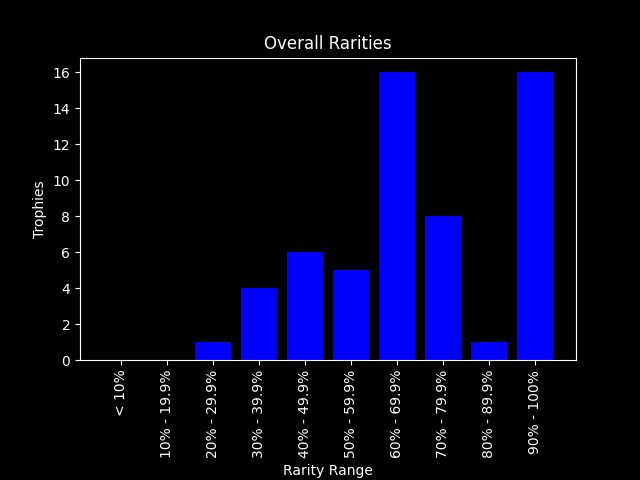 Overall Rarities
Trophies
16
14
12
10
8
6
4
2
0
< 10%
10% - 19.9%
20% - 29.9%
30% - 39.9%
40% - 49.9%
50% - 59.9%
60% - 69.9%
70% - 79.9%
80% - 89.9%
90% - 100%
Rarity Range